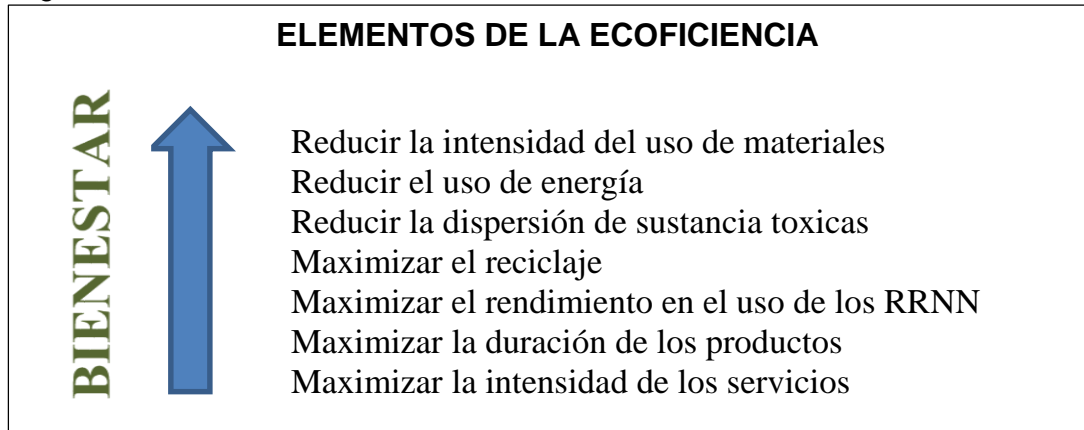 ELEMENTOS DE LA ECOFICIENCIA
BIENESTAR
Reducir la intensidad del uso de materiales
Reducir el uso de energía
Reducir la dispersión de sustancia toxicas
Maximizar el reciclaje
Maximizar el rendimiento en el uso de los RRNN
Maximizar la duración de los productos
Maximizar la intensidad de los servicios